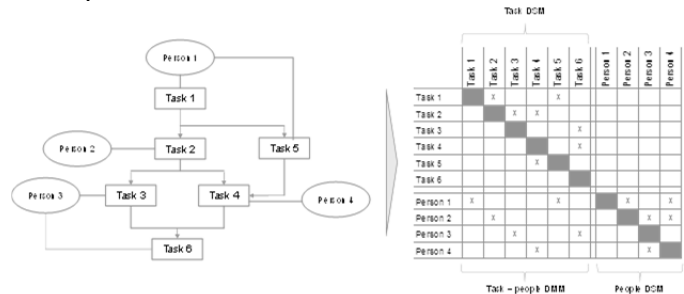 Person 1
Task 1
Person 2
Task 2
Task 5
Person 3
Task 3
Task 4
Person 4
Task 6
Task DSM
Task 1 Task 2 Task 3 Task 4 Task 5 Task 6 Person 1 Person 2 Person 3 Person 4
Task 1 x x
Task 2 x x
Task 3 x
Task 4 x
Task 5 x
Task 6
Person 1 x x x x
Person 2 x x x
Person 3 x x
Person 4 x x
Task – people DMM
People DSM